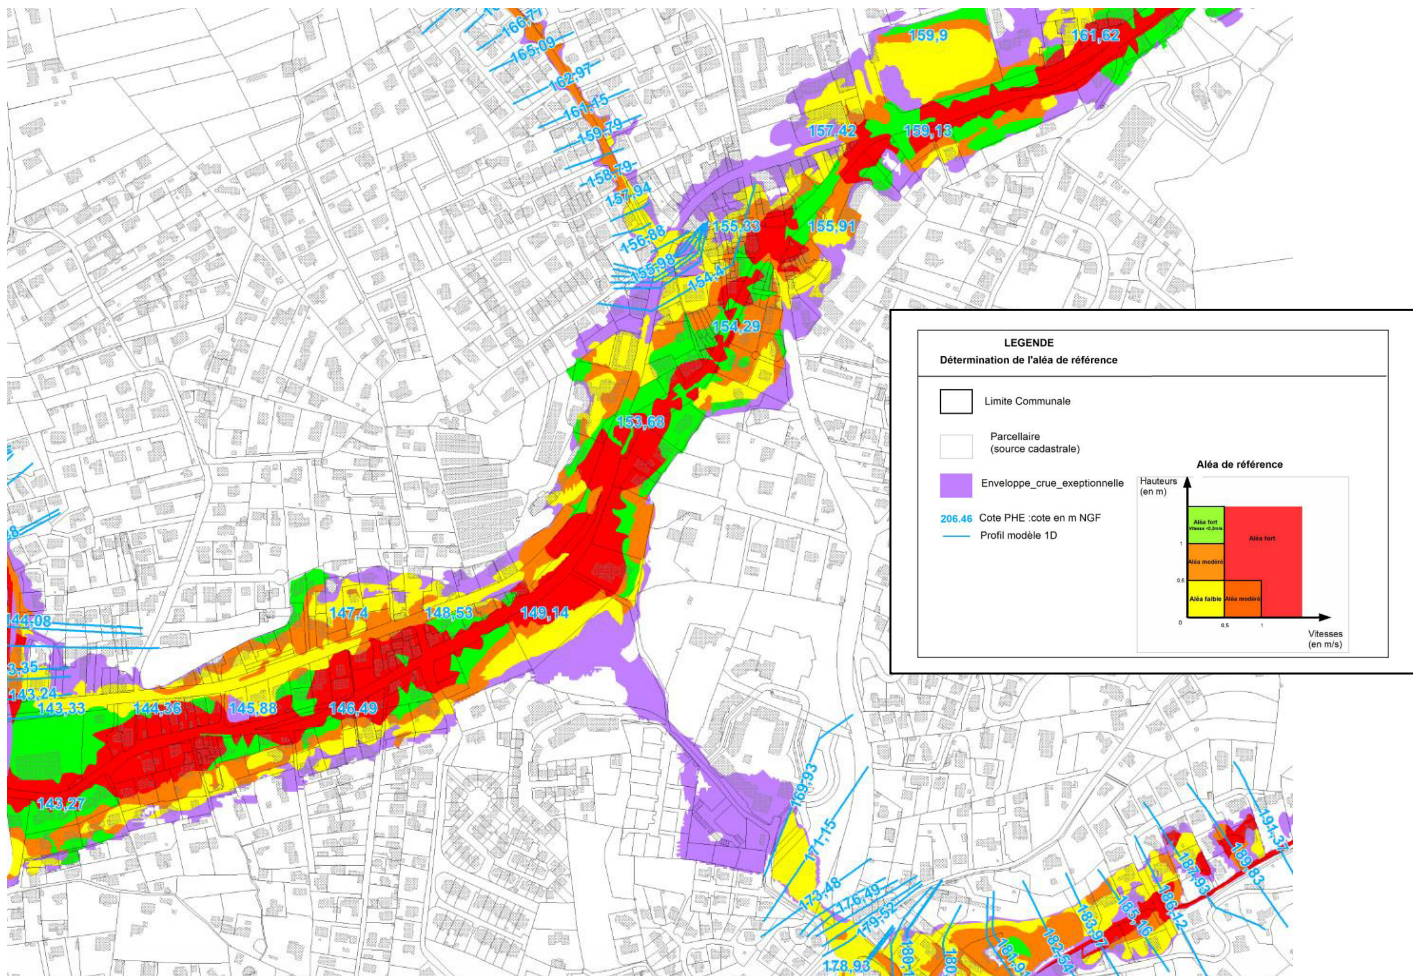 166,77
165,09
162,97
161,15
159,79
158,79
157,94
156,88
155,98
154,4
159,9
161,62
157,42
159,13
155,33
155,91
154,29
153,68
147,4
148,53
149,14
144,08
143,24
143,33
144,36
145,88
146,49
143,27
169,93
171,15
173,48
176,49
178,93
182,54
183,97
185,16
186,12
187,93
189,83
191,37
LEGENDE
Détermination de l'aléa de référence
Limite Communale
Parcellaire
(source cadastrale)
Enveloppe_crue_exeptionnelle
206.46 Cote PHE :cote en m NGF
Profil modèle 1D
Aléa de référence
Hauteurs
(en m)
Aléa fort
Vitesse <0,5m/s
Aléa fort
1
Aléa modéré
0,5
Aléa faible
Aléa modéré
0
0,5
1
Vitesses
(en m/s)